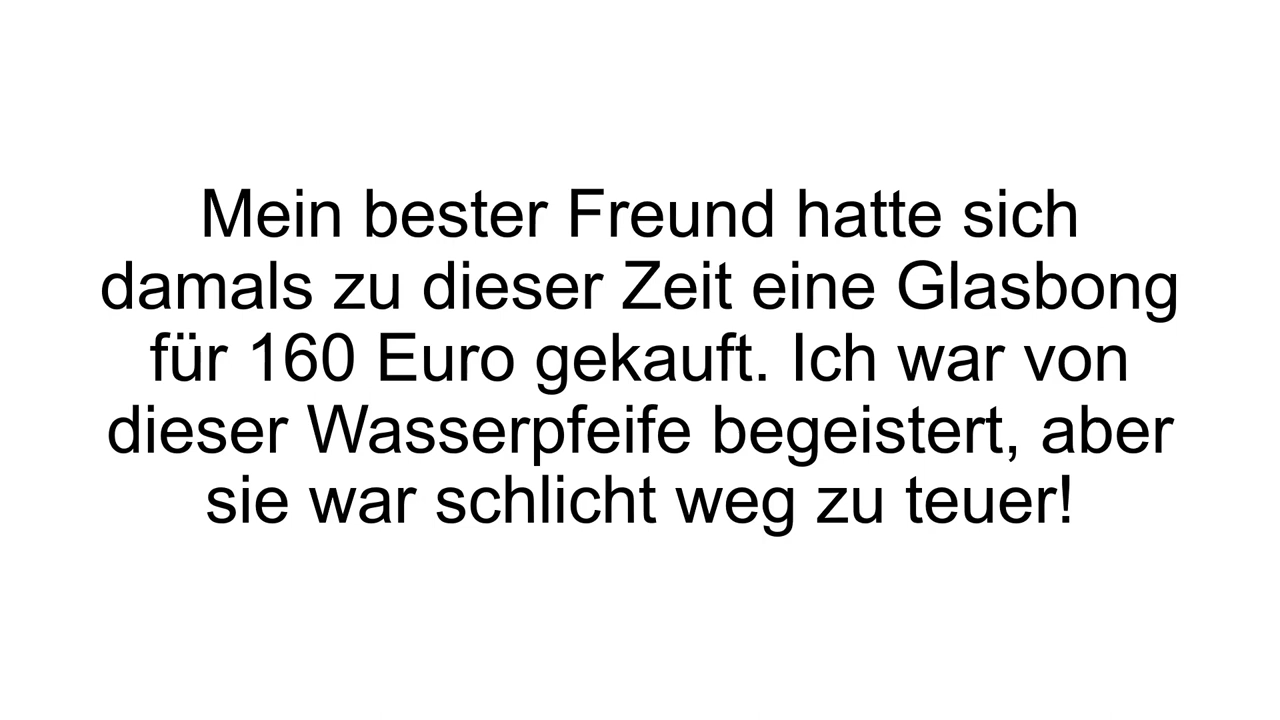 Mein bester Freund hatte sich
damals zu dieser Zeit eine Glasbong
für 160 Euro gekauft. Ich war von
dieser Wasserpfeife begeistert, aber
sie war schlicht weg zu teuer!